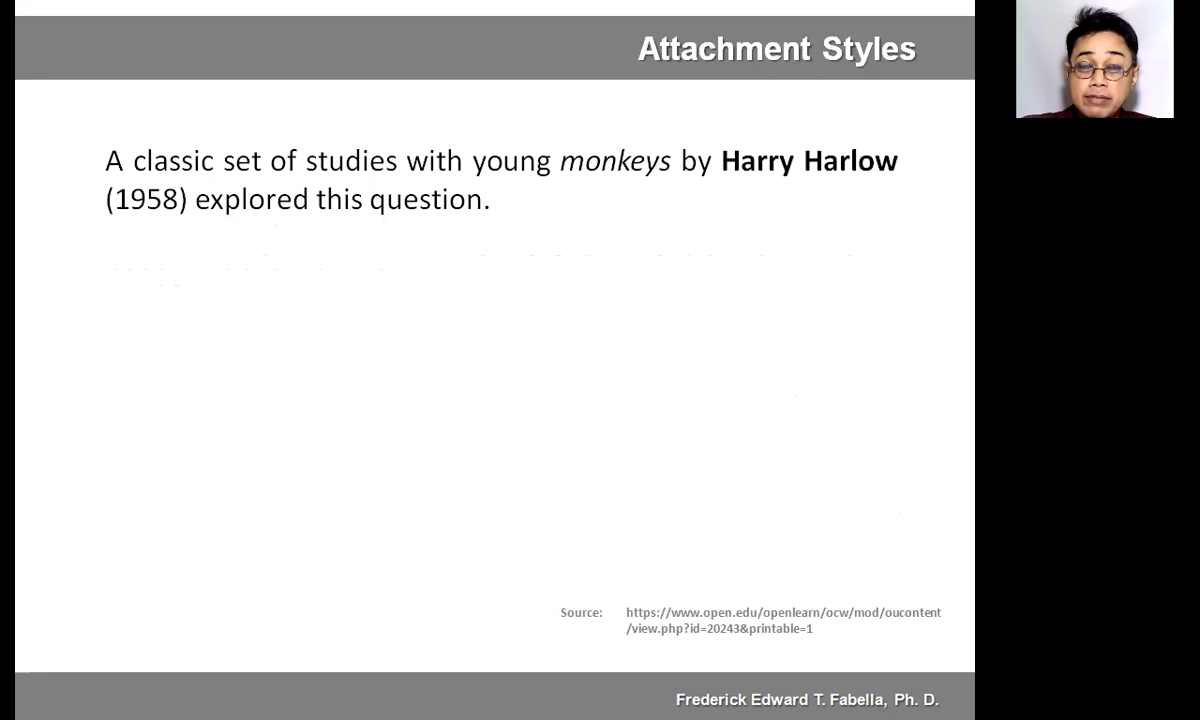 Attachment Styles
A classic set of studies with young monkeys by Harry Harlow
(1958) explored this question.
Source: https://www.open.edu/openlearn/ocw/mod/oucontent
/view.php?id=20243&printable=1
Frederick Edward T. Fabella, Ph. D.